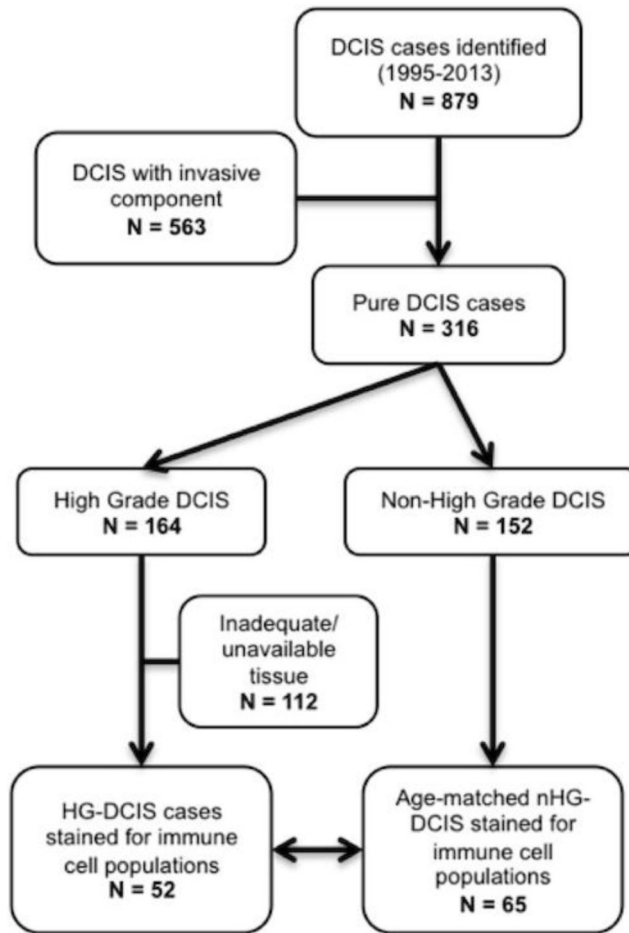 DCIS cases identified
(1995-2013)
N = 879
DCIS with invasive
component
N = 563
Pure DCIS cases
N = 316
High Grade DCIS
N = 164
Non-High Grade DCIS
N = 152
Inadequate/
unavailable
tissue
N = 112
HG-DCIS cases
stained for immune
cell populations
N = 52
Age-matched nHG-
DCIS stained for
immune cell
populations
N = 65